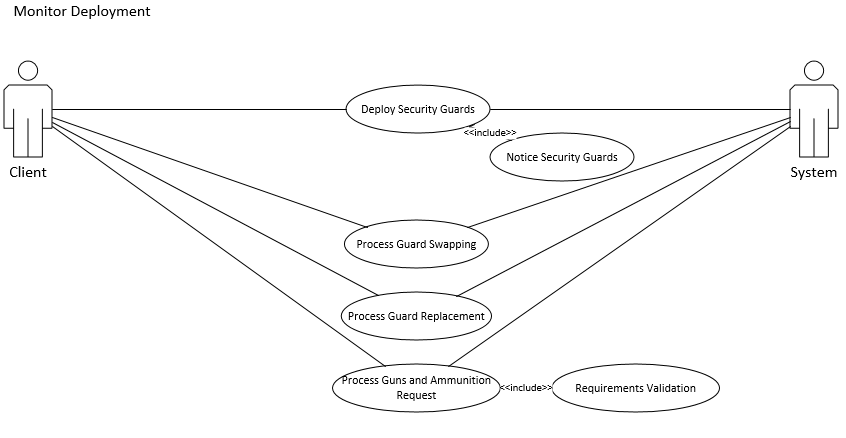 Monitor Deployment
Deploy Security Guards
<<include>>
Notice Security Guards
Client
System
Process Guard Swapping
Process Guard Replacement
Process Guns and Ammunition
Request
<<include>>
Requirements Validation